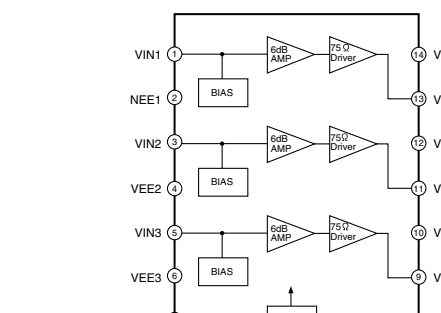 VIN1 1 6dB AMP 75Ω Driver 14 V
BIAS
NEE1 2 13 V
VIN2 3 6dB AMP 75Ω Driver 12 V
BIAS
VEE2 4 11 V
VIN3 5 6dB AMP 75Ω Driver 10 V
BIAS
VEE3 6 9 V